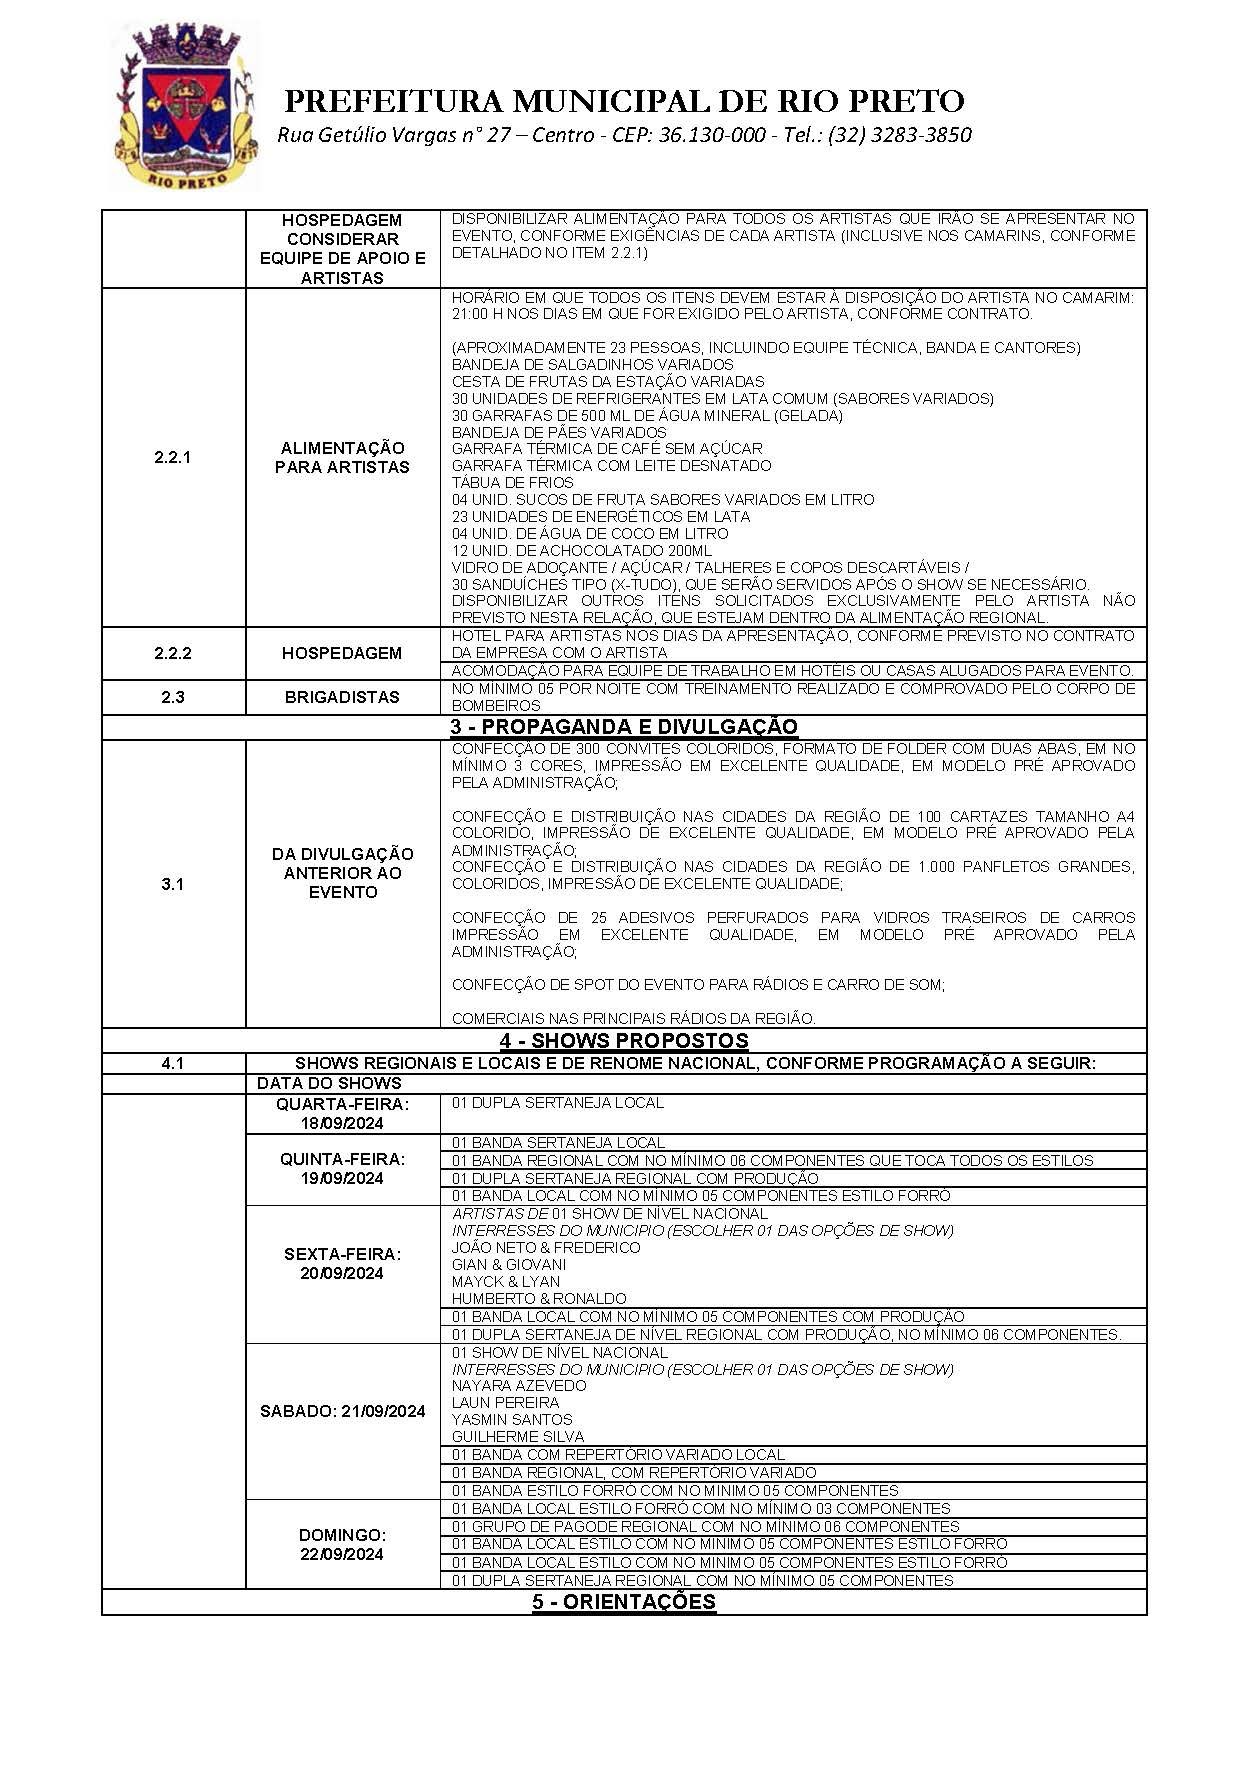 RIO PRETO
PREFEITURA MUNICIPAL DE RIO PRETO
Rua Getúlio Vargas n° 27 – Centro - CEP: 36.130-000 - Tel.: (32) 3283-3850
HOSPEDAGEM
CONSIDERAR
EQUIPE DE APOIO E
ARTISTAS
DISPONIBILIZAR ALIMENTAÇÃO PARA TODOS OS ARTISTAS QUE IRÃO SE APRESENTAR NO
EVENTO, CONFORME EXIGÊNCIAS DE CADA ARTISTA (INCLUSIVE NOS CAMARINS, CONFORME
DETALHADO NO ITEM 2.2.1)
2.2.1
ALIMENTAÇÃO
PARA ARTISTAS
HORÁRIO EM QUE TODOS OS ITENS DEVEM ESTAR À DISPOSIÇÃO DO ARTISTA NO CAMARIM:
21:00 H NOS DIAS EM QUE FOR EXIGIDO PELO ARTISTA, CONFORME CONTRATO.
(APROXIMADAMENTE 23 PESSOAS, INCLUINDO EQUIPE TÉCNICA, BANDA E CANTORES)
BANDEJA DE SALGADINHOS VARIADOS
CESTA DE FRUTAS DA ESTAÇÃO VARIADAS
30 UNIDADES DE REFRIGERANTES EM LATA COMUM (SABORES VARIADOS)
30 GARRAFAS DE 500 ML DE ÁGUA MINERAL (GELADA)
BANDEJA DE PÃES VARIADOS
GARRAFA TÉRMICA DE CAFÉ SEM AÇÚCAR
GARRAFA TÉRMICA COM LEITE DESNATADO
TÁBUA DE FRIOS
04 UNID. SUCOS DE FRUTA SABORES VARIADOS EM LITRO
23 UNIDADES DE ENERGÉTICOS EM LATA
04 UNID. DE ÁGUA DE COCO EM LITRO
12 UNID. DE ACHOCOLATADO 200ML
VIDRO DE ADOÇANTE / AÇÚCAR / TALHERES E COPOS DESCARTÁVEIS /
30 SANDUÍCHES TIPO (X-TUDO), QUE SERÃO SERVIDOS APÓS O SHOW SE NECESSÁRIO.
DISPONIBILIZAR OUTROS ITENS SOLICITADOS EXCLUSIVAMENTE PELO ARTISTA NÃO
PREVISTO NESTA RELAÇÃO, QUE ESTEJAM DENTRO DA ALIMENTAÇÃO REGIONAL.
2.2.2
HOSPEDAGEM
HOTEL PARA ARTISTAS NOS DIAS DA APRESENTAÇÃO, CONFORME PREVISTO NO CONTRATO
DA EMPRESA COM O ARTISTA
ACOMODAÇÃO PARA EQUIPE DE TRABALHO EM HOTÉIS OU CASAS ALUGADOS PARA EVENTO.
2.3
BRIGADISTAS
NO MÍNIMO 05 POR NOITE COM TREINAMENTO REALIZADO E COMPROVADO PELO CORPO DE
BOMBEIROS
3 - PROPAGANDA E DIVULGAÇÃO
3.1
DA DIVULGAÇÃO
ANTERIOR AO
EVENTO
CONFECÇÃO DE 300 CONVITES COLORIDOS, FORMATO DE FOLDER COM DUAS ABAS, EM NO
MÍNIMO 3 CORES, IMPRESSÃO EM EXCELENTE QUALIDADE, EM MODELO PRÉ APROVADO
PELA ADMINISTRAÇÃO;
CONFECÇÃO E DISTRIBUIÇÃO NAS CIDADES DA REGIÃO DE 100 CARTAZES TAMANHO A4
COLORIDO, IMPRESSÃO DE EXCELENTE QUALIDADE, EM MODELO PRÉ APROVADO PELA
ADMINISTRAÇÃO;
CONFECÇÃO E DISTRIBUIÇÃO NAS CIDADES DA REGIÃO DE 1.000 PANFLETOS GRANDES,
COLORIDOS, IMPRESSÃO DE EXCELENTE QUALIDADE;
CONFECÇÃO DE 25 ADESIVOS PERFURADOS PARA VIDROS TRASEIROS DE CARROS
IMPRESSÃO EM EXCELENTE QUALIDADE, EM MODELO PRÉ APROVADO PELA
ADMINISTRAÇÃO;
CONFECÇÃO DE SPOT DO EVENTO PARA RÁDIOS E CARRO DE SOM;
COMERCIAIS NAS PRINCIPAIS RÁDIOS DA REGIÃO.
4 - SHOWS PROPOSTOS
4.1 SHOWS REGIONAIS E LOCAIS E DE RENOME NACIONAL, CONFORME PROGRAMAÇÃO A SEGUIR:
DATA DO SHOWS
QUARTA-FEIRA:
18/09/2024
01 DUPLA SERTANEJA LOCAL
QUINTA-FEIRA:
19/09/2024
01 BANDA SERTANEJA LOCAL
01 BANDA REGIONAL COM NO MÍNIMO 06 COMPONENTES QUE TOCA TODOS OS ESTILOS
01 DUPLA SERTANEJA REGIONAL COM PRODUÇÃO
01 BANDA LOCAL COM NO MÍNIMO 05 COMPONENTES ESTILO FORRÓ
SEXTA-FEIRA:
20/09/2024
ARTISTAS DE 01 SHOW DE NÍVEL NACIONAL
INTERRESSES DO MUNICIPIO (ESCOLHER 01 DAS OPÇÕES DE SHOW)
JOÃO NETO & FREDERICO
GIAN & GIOVANI
MAYCK & LYAN
HUMBERTO & RONALDO
01 BANDA LOCAL COM NO MÍNIMO 05 COMPONENTES COM PRODUÇÃO
01 DUPLA SERTANEJA DE NÍVEL REGIONAL COM PRODUÇÃO, NO MÍNIMO 06 COMPONENTES.
SABADO: 21/09/2024
01 SHOW DE NÍVEL NACIONAL
INTERRESSES DO MUNICIPIO (ESCOLHER 01 DAS OPÇÕES DE SHOW)
NAYARA AZEVEDO
LAUN PEREIRA
YASMIN SANTOS
GUILHERME SILVA
01 BANDA COM REPERTÓRIO VARIADO LOCAL
01 BANDA REGIONAL, COM REPERTÓRIO VARIADO
01 BANDA ESTILO FORRÓ COM NO MINIMO 05 COMPONENTES
DOMINGO:
22/09/2024
01 BANDA LOCAL ESTILO FORRÓ COM NO MÍNIMO 03 COMPONENTES
01 GRUPO DE PAGODE REGIONAL COM NO MÍNIMO 06 COMPONENTES
01 BANDA LOCAL ESTILO COM NO MINIMO 05 COMPONENTES ESTILO FORRO
01 BANDA LOCAL ESTILO COM NO MINIMO 05 COMPONENTES ESTILO FORRÓ
01 DUPLA SERTANEJA REGIONAL COM NO MÍNIMO 05 COMPONENTES
5 - ORIENTAÇÕES